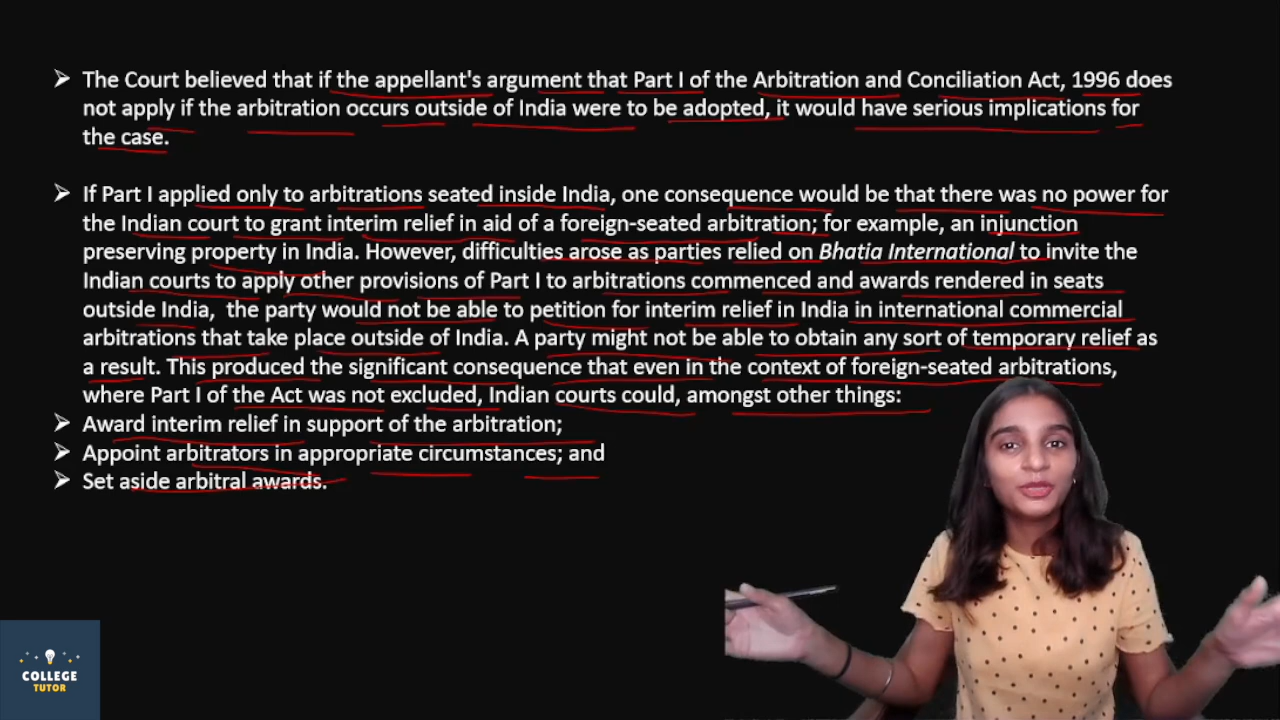 ➢ The Court believed that if the appellant's argument that Part I of the Arbitration and Conciliation Act, 1996 does
not apply if the arbitration occurs outside of India were to be adopted, it would have serious implications for
the case.
➢ If Part I applied only to arbitrations seated inside India, one consequence would be that there was no power for
the Indian court to grant interim relief in aid of a foreign-seated arbitration; for example, an injunction
preserving property in India. However, difficulties arose as parties relied on Bhatia International to invite the
Indian courts to apply other provisions of Part I to arbitrations commenced and awards rendered in seats
outside India, the party would not be able to petition for interim relief in India in international commercial
arbitrations that take place outside of India. A party might not be able to obtain any sort of temporary relief as
a result. This produced the significant consequence that even in the context of foreign-seated arbitrations,
where Part I of the Act was not excluded, Indian courts could, amongst other things:
➢ Award interim relief in support of the arbitration;
➢ Appoint arbitrators in appropriate circumstances; and
➢ Set aside arbitral awards.
COLLEGE
TUTOR